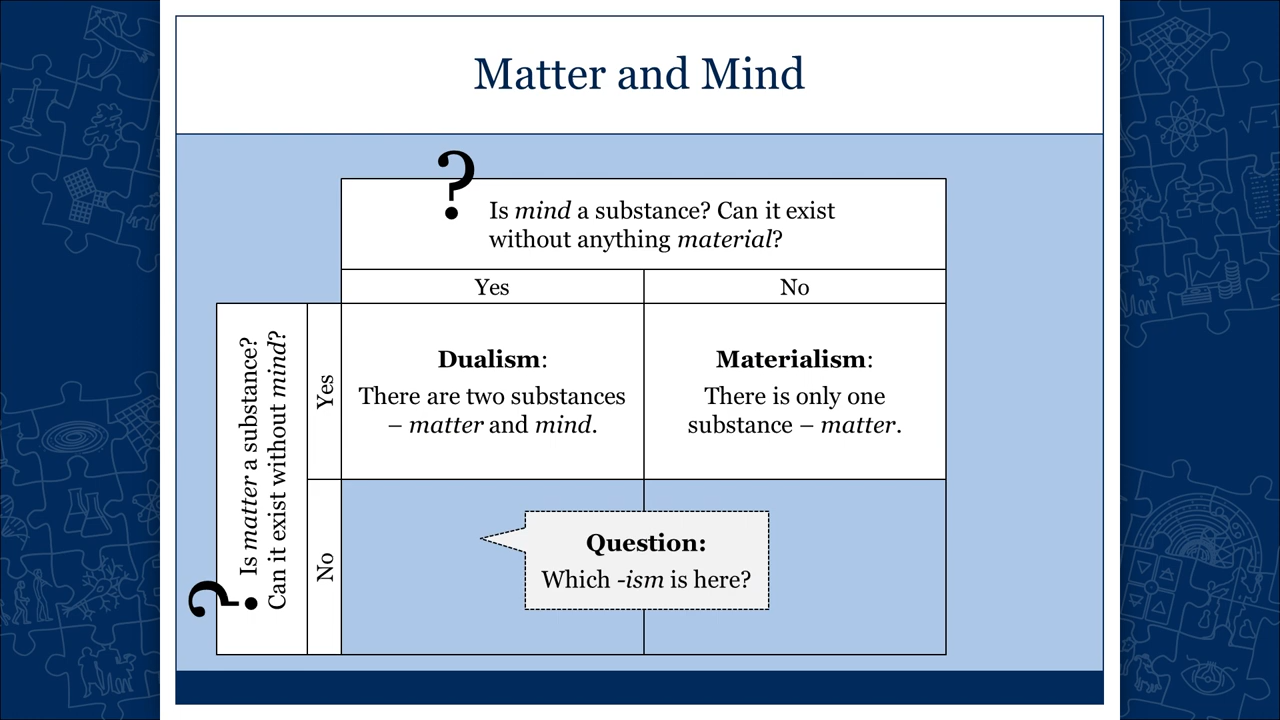 Matter and Mind
?
Is mind a substance? Can it exist
without anything material?
Yes
No
?
Is matter a substance?
Can it exist without mind?
Yes
Dualism:
There are two substances
– matter and mind.
Materialism:
There is only one
substance – matter.
No
Question:
Which -ism is here?
√-1